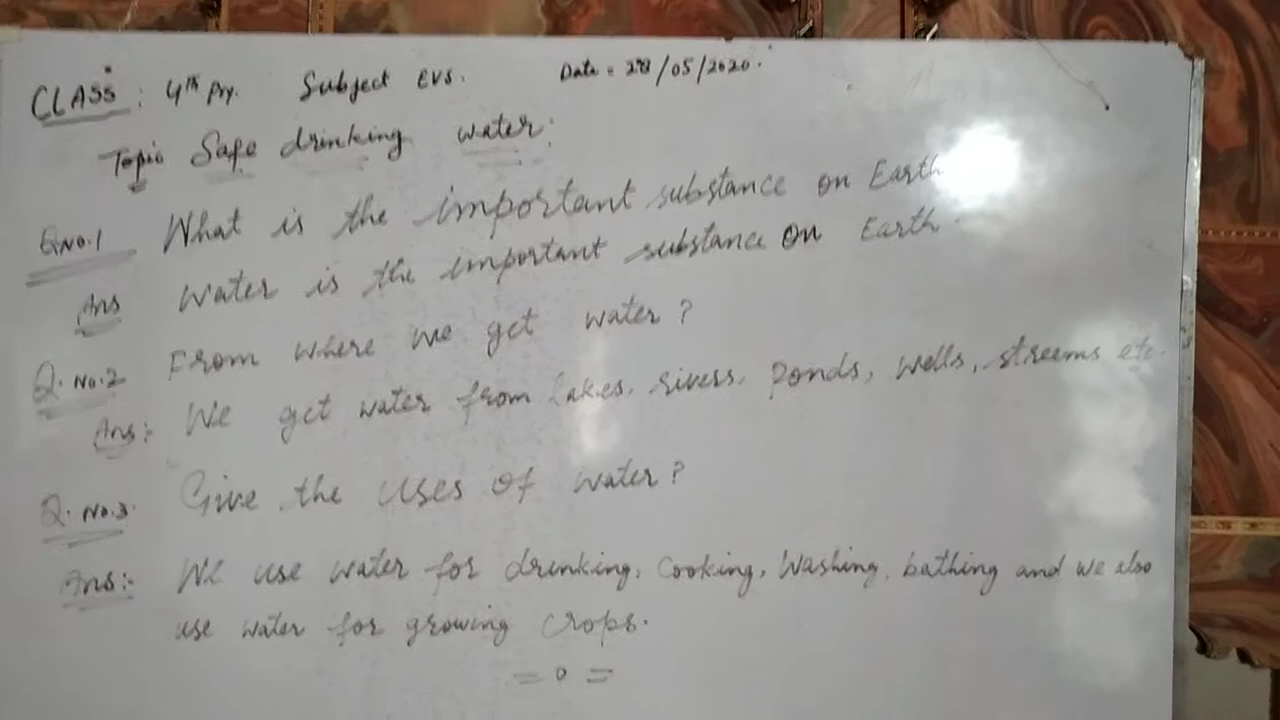 CLASS: 4th Pry. Subject EVS. Date = 28/05/2020.
Topic Safe drinking water:
Q.No.1 What is the important substance on Earth
Ans Water is the important substance on Earth.
Q.No.2 From where we get water?
Ans:- We get water from lakes, rivers, ponds, wells, streems etc.
Q.No.3. Give the uses of water?
Ans:- We use water for drinking, Cooking, Washing, bathing and we also
use water for growing crops.
= 0 =